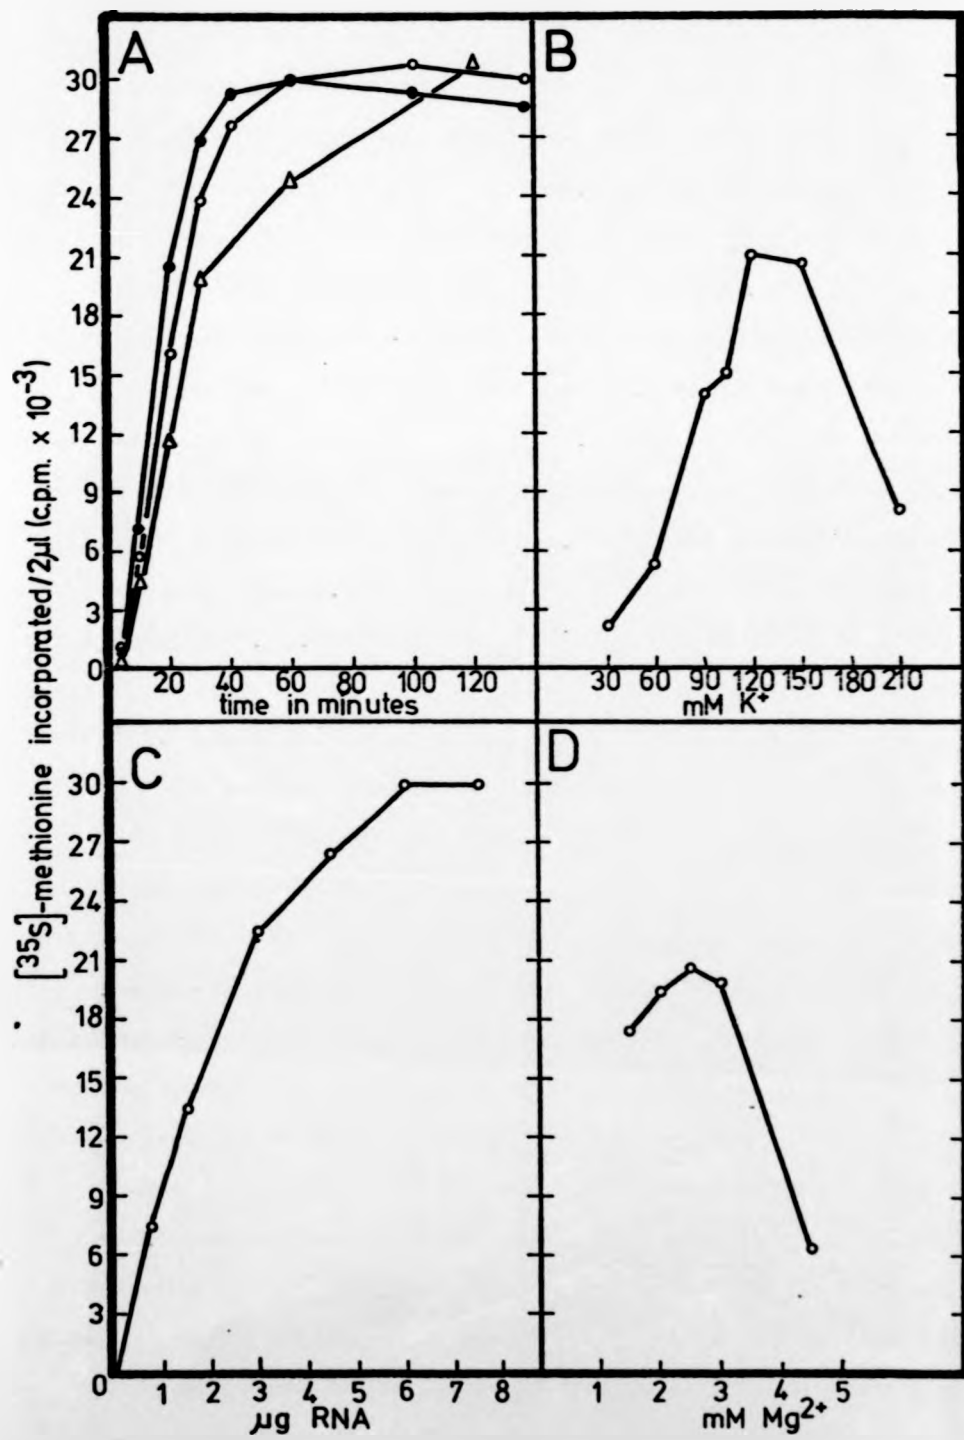 A
B
30
27
24
21
18
15
12
9
6
3
0
20 40 60 80 100 120
time in minutes
30 60 90 120 150 180 210
mM K+
[35S]-methionine incorporated/2μl (c.p.m. x 10-3)
C
D
30
27
24
21
18
15
12
9
6
3
0
1 2 3 4 5 6 7 8
μg RNA
1 2 3 4 5
mM Mg2+